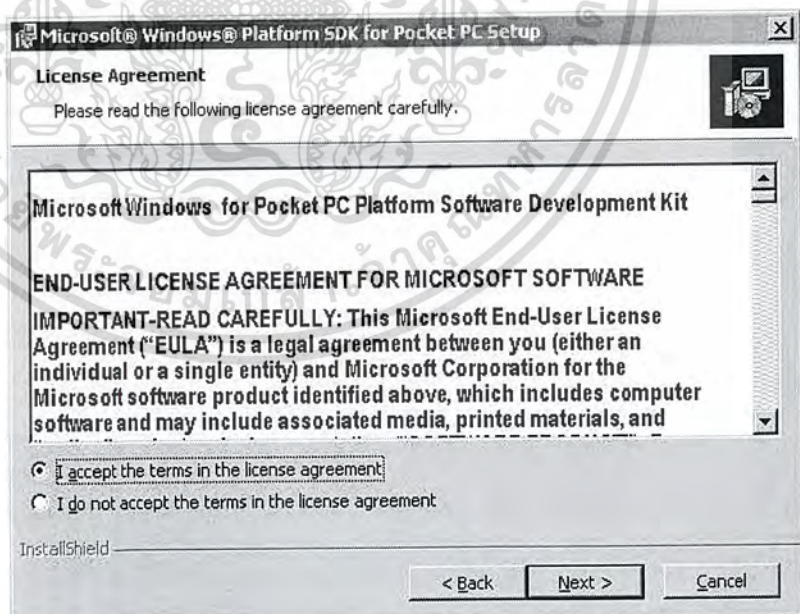 Microsoft® Windows® Platform SDK for Pocket PC Setup
License Agreement
Please read the following license agreement carefully.
Microsoft Windows for Pocket PC Platform Software Development Kit
END-USER LICENSE AGREEMENT FOR MICROSOFT SOFTWARE
IMPORTANT-READ CAREFULLY: This Microsoft End-User License
Agreement ("EULA") is a legal agreement between you (either an
individual or a single entity) and Microsoft Corporation for the
Microsoft software product identified above, which includes computer
software and may include associated media, printed materials, and
I accept the terms in the license agreement
I do not accept the terms in the license agreement
InstallShield
< Back
Next >
Cancel